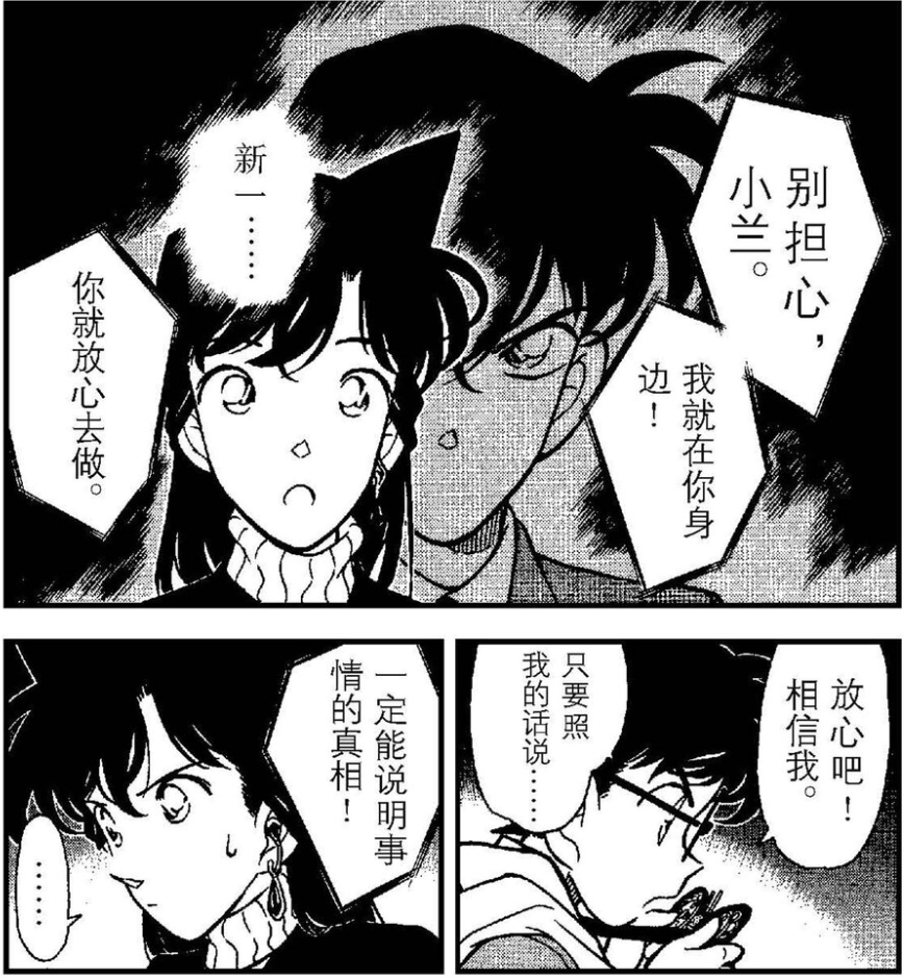 别担心，
小兰。
我就在你身
边！
新一……
你就放心去做。
放心吧！
相信我。
只要照
我的话说……
一定能说明事
情的真相！
……